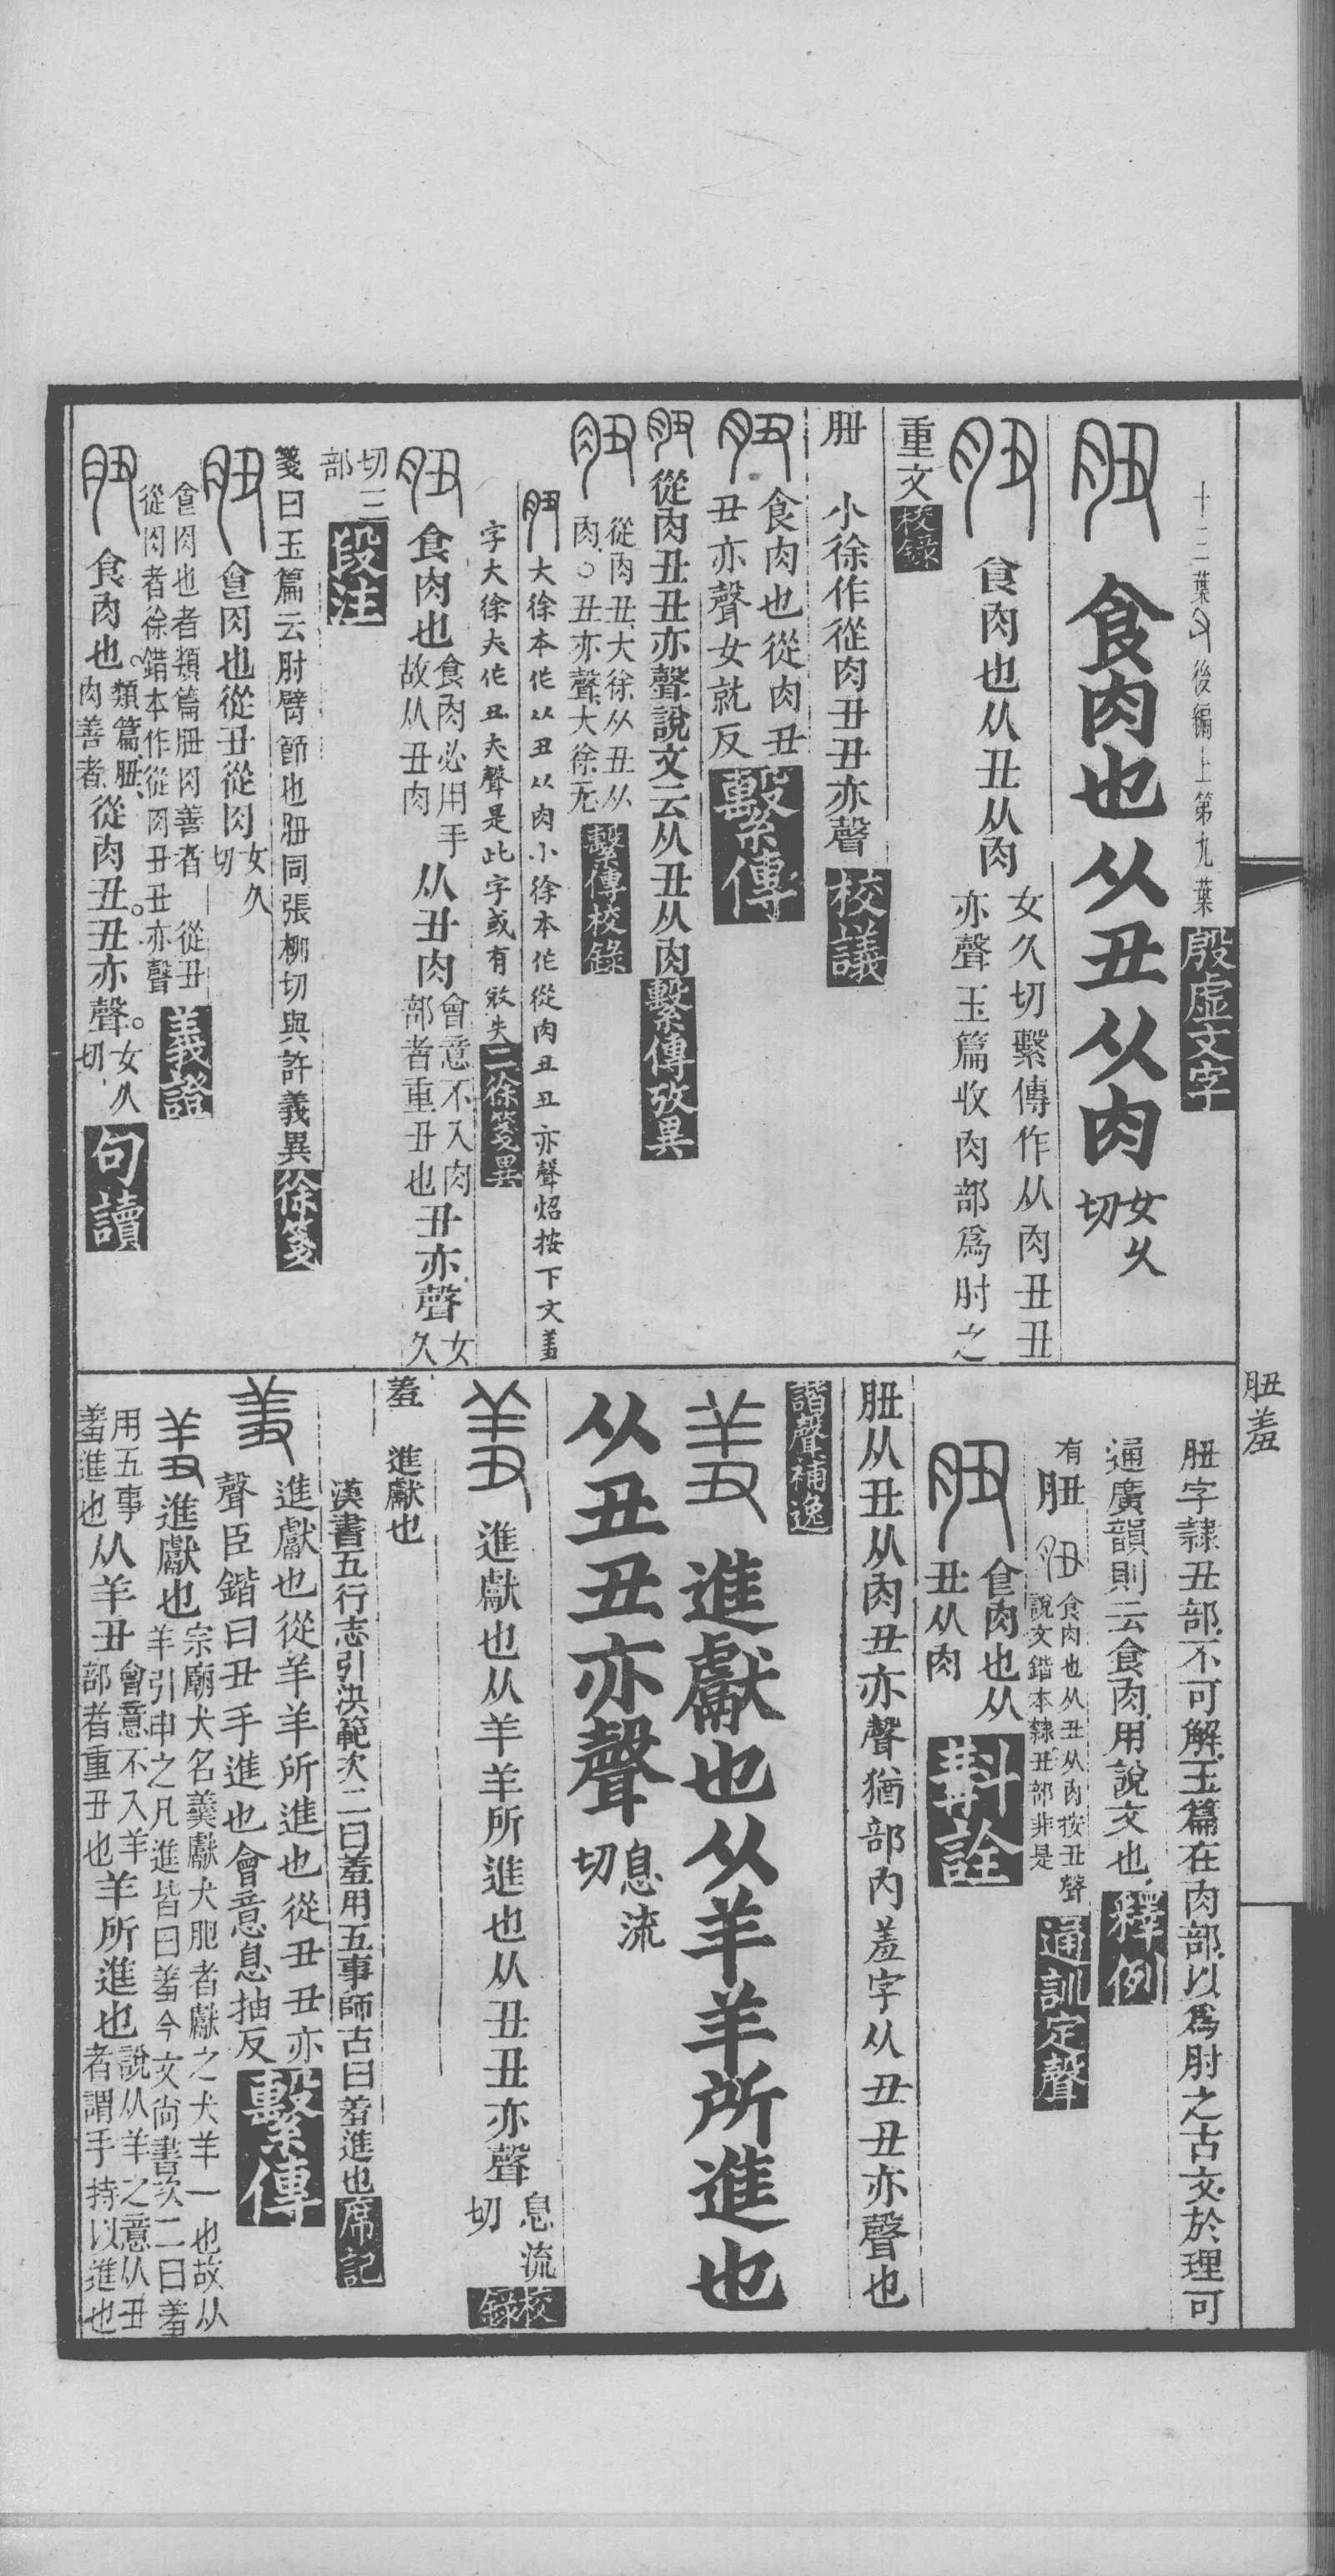 十二葉 後編上第九葉 殷虛文字
食肉也从丑从肉 女久切
食肉也从丑从肉 女久切繫傳作从肉丑丑亦聲玉篇收肉部為肘之
重文 校錄
䏔 小徐作從肉丑丑亦聲 校議
食肉也從肉丑丑亦聲女就反 繫傳
從肉丑丑亦聲說文云从丑从肉 繫傳攷異
從肉丑大徐从丑从肉○丑亦聲大徐无 繫傳校錄
大徐本作从丑从肉小徐本作從肉丑丑亦聲炤按下文羞
字大徐夫作丑夫聲是此字或有敓失 二徐箋異
食肉也 食肉必用手故从丑肉 从丑肉 會意不入肉部者重丑也 丑亦聲 女久
切三部 段注
箋曰玉篇云肘臂節也䏔同張柳切與許義異 徐箋
食肉也從丑從肉 女久切
食肉也者類篇䏔肉善者 從丑從肉者徐鍇本作從肉丑丑亦聲 義證
食肉也 類篇䏔肉善者 從肉丑。丑亦聲。 女久切 句讀
䏔羞
䏔字隸丑部不可解玉篇在肉部以為肘之古文於理可
通廣韻則云食肉用說文也 釋例
有䏔 食肉也从丑从肉按丑聲說文鍇本隸丑部非是 通訓定聲
食肉也从丑从肉 斠詮
䏔从丑从肉丑亦聲猶部內羞字从丑丑亦聲也
諧聲補逸
進獻也从羊羊所進也
从丑丑亦聲 息流切
進獻也从羊羊所進也从丑丑亦聲 息流切 校錄
羞 進獻也
漢書五行志引洪範次二曰羞用五事師古曰羞進也 席記
進獻也從羊羊所進也從丑丑亦聲臣鍇曰丑手進也會意息抽反 繫傳
進獻也 宗廟犬名羹獻犬肥者獻之犬羊一也故从羊引申之凡進皆曰羞今文尙書次二曰羞
用五事羞進也 从羊丑 會意不入羊部者重丑也 羊所進也 說从羊之意从丑者謂手持以進也